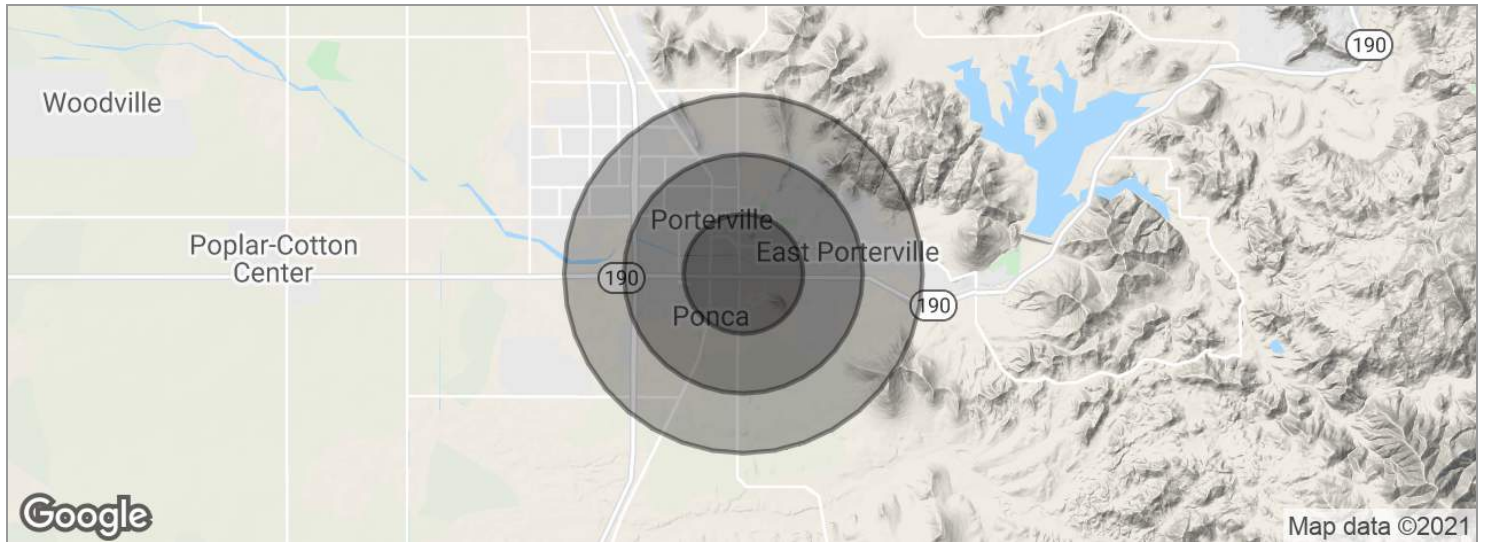 190
Woodville
Porterville
Poplar-Cotton
Center
East Porterville
190
190
Ponca
Google
Map data ©2021